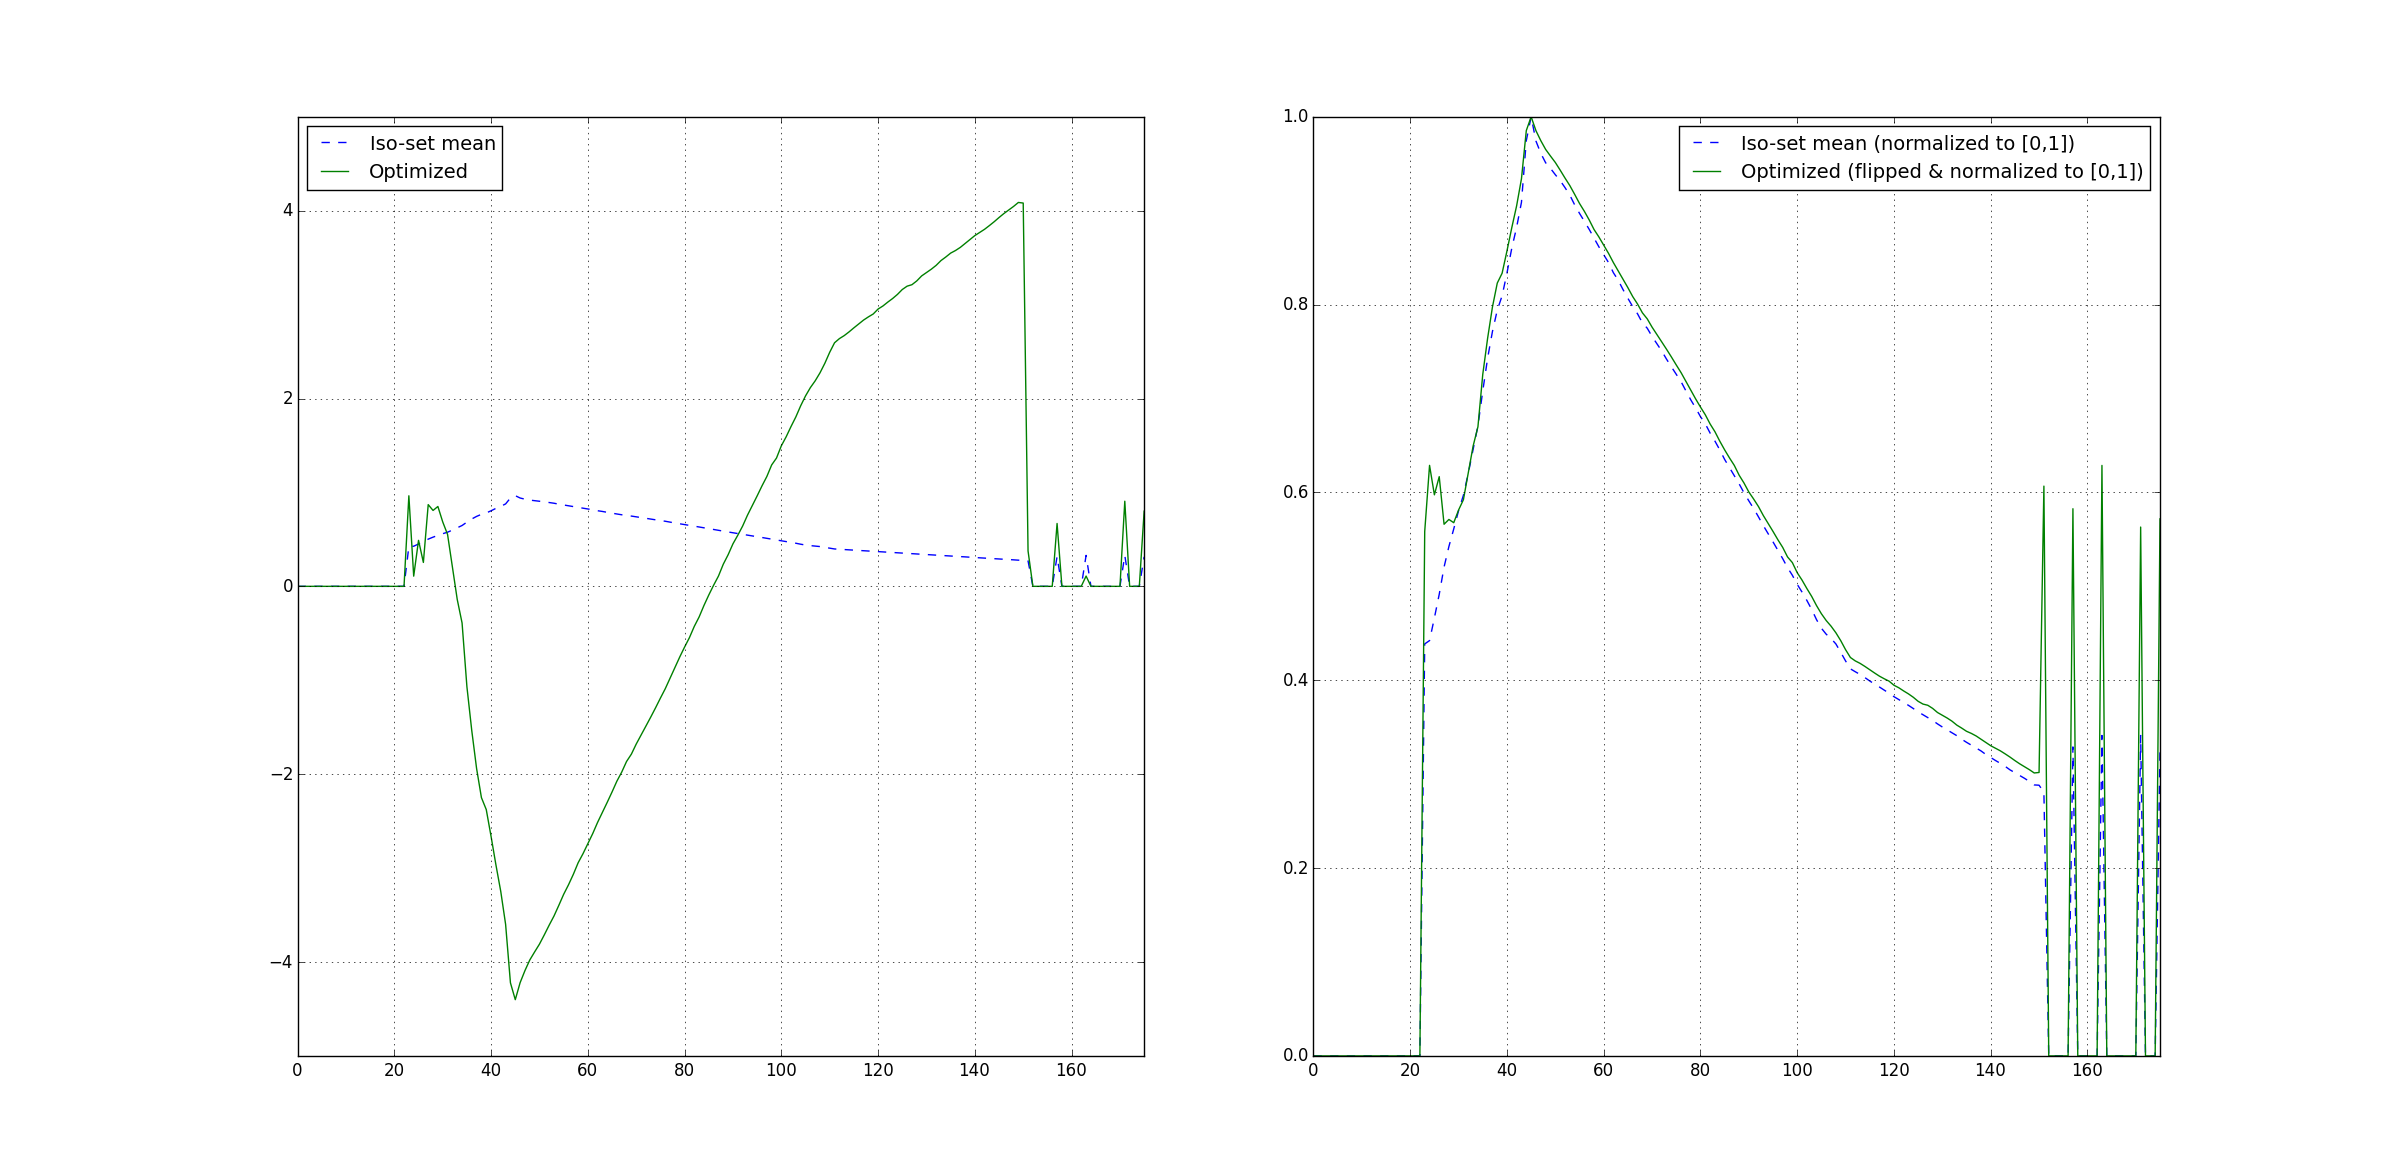 Iso-set mean
Optimized
4
2
0
−2
−4
0 20 40 60 80 100 120 140 160
Iso-set mean (normalized to [0,1])
Optimized (flipped & normalized to [0,1])
1.0
0.8
0.6
0.4
0.2
0.0
0 20 40 60 80 100 120 140 160